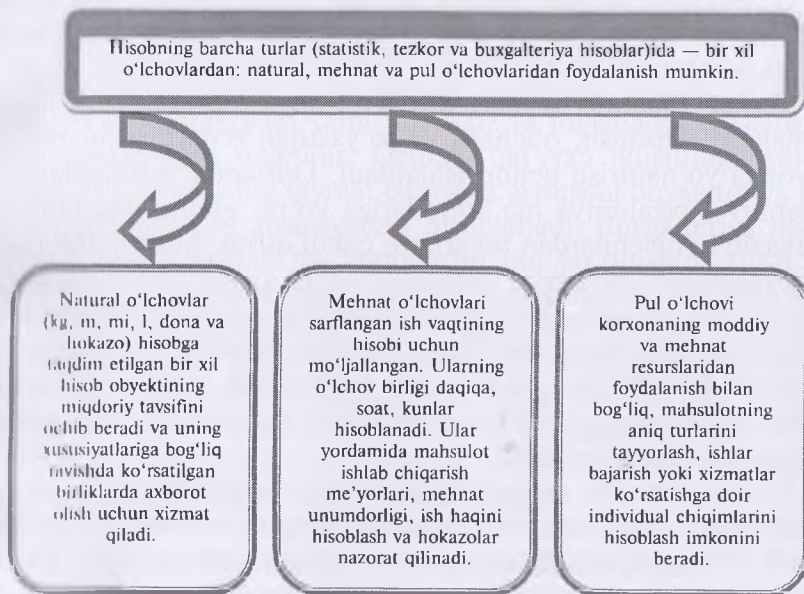 Hisobning barcha turlar (statistik, tezkor va buxgalteriya hisoblar)ida — bir xil
o‘lchovlardan: natural, mehnat va pul o‘lchovlaridan foydalanish mumkin.
Natural o‘lchovlar
(kg, m, mi, l, dona va
hokazo) hisobga
taqdim etilgan bir xil
hisob obyektining
miqdoriy tavsifini
ochib beradi va uning
xususiyatlariga bog‘liq
ravishda ko‘rsatilgan
birliklarda axborot
olish uchun xizmat
qiladi.
Mehnat o‘lchovlari
sarflangan ish vaqtining
hisobi uchun
mo‘ljallangan. Ularning
o‘lchov birligi daqiqa,
soat, kunlar
hisoblanadi. Ular
yordamida mahsulot
ishlab chiqarish
me’yorlari, mehnat
unumdorligi, ish haqini
hisoblash va hokazolar
nazorat qilinadi.
Pul o‘lchovi
korxonaning moddiy
va mehnat
resurslaridan
foydalanish bilan
bog‘liq, mahsulotning
aniq turlarini
tayyorlash, ishlar
bajarish yoki xizmatlar
ko‘rsatishga doir
individual chiqimlarini
hisoblash imkonini
beradi.